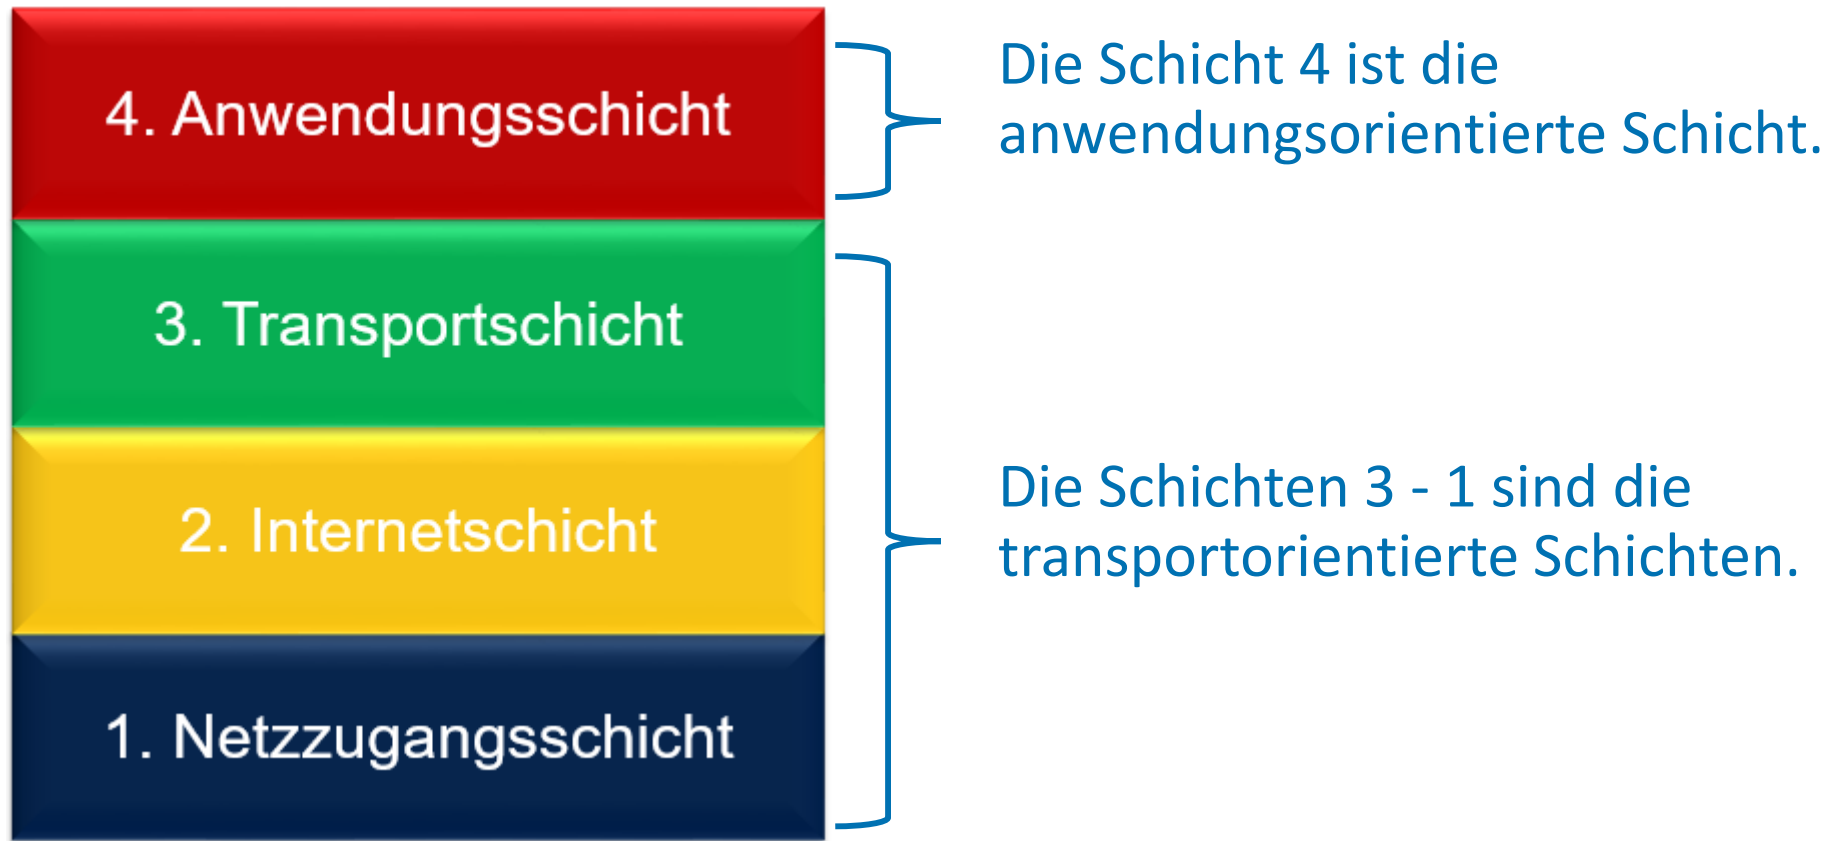 4. Anwendungsschicht
Die Schicht 4 ist die
anwendungsorientierte Schicht.
3. Transportschicht
2. Internetschicht
Die Schichten 3 - 1 sind die
transportorientierte Schichten.
1. Netzzugangsschicht